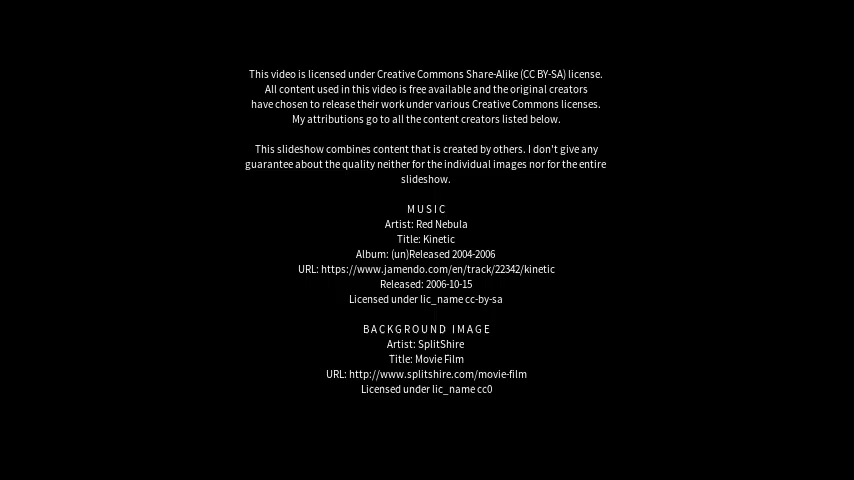 This video is licensed under Creative Commons Share-Alike (CC BY-SA) license.
All content used in this video is free available and the original creators
have chosen to release their work under various Creative Commons licenses.
My attributions go to all the content creators listed below.
This slideshow combines content that is created by others. I don't give any
guarantee about the quality neither for the individual images nor for the entire
slideshow.
MUSIC
Artist: Red Nebula
Title: Kinetic
Album: (un)Released 2004-2006
URL: https://www.jamendo.com/en/track/22342/kinetic
Released: 2006-10-15
Licensed under lic_name cc-by-sa
BACKGROUND IMAGE
Artist: SplitShire
Title: Movie Film
URL: http://www.splitshire.com/movie-film
Licensed under lic_name cc0